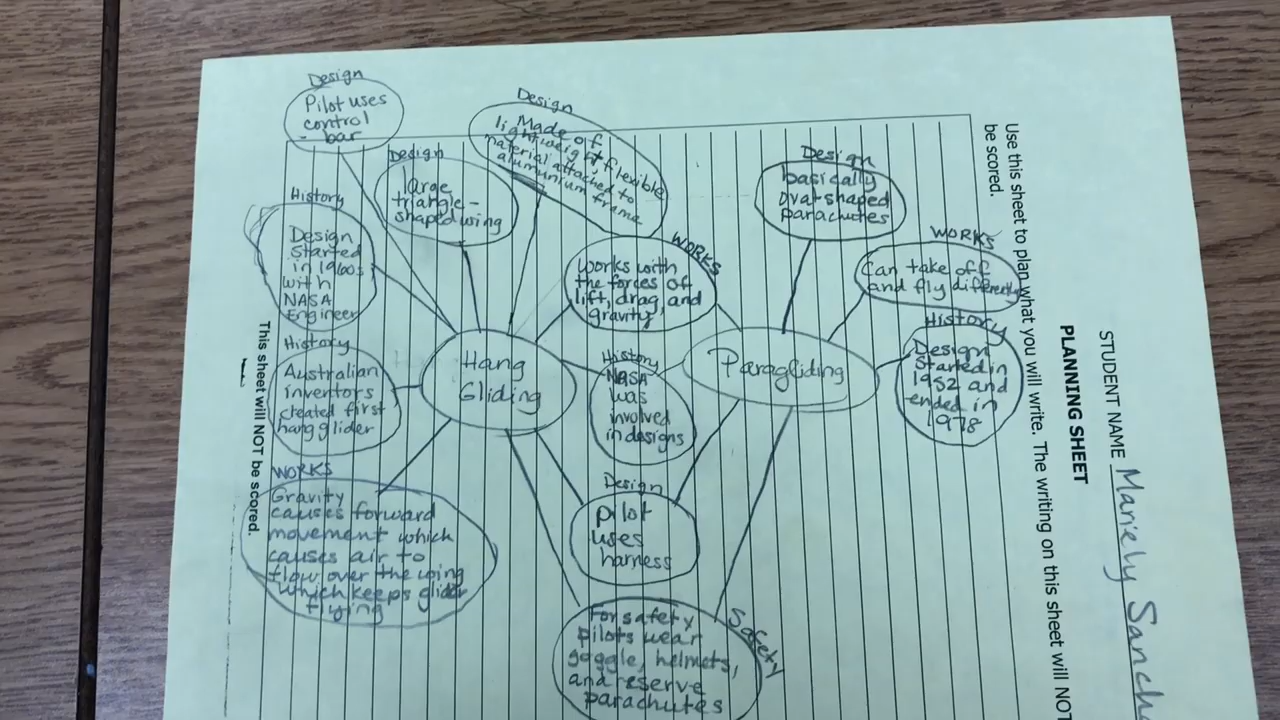 Design
Pilot uses
control
bar
Design
large
triangle-
shaped wing
Design
Made of
lightweight, flexible
material attached to
alumunium frame
History
Design
Started
in 1960s
with
NASA
Engineer
History
Australian
inventors
created first
hang glider
WORKS
Gravity
causes forward
movement which
causes air to
flow over the wing
which keeps glider
flying
Hang
Gliding
WORKS
Works with
the forces of
lift, drag, and
gravity
History
NASA
was
involved
in designs
Design
pilot
uses
harness
Safety
For safety
pilots wear
goggle, helmets,
and reserve
parachutes
Paragliding
Design
basically
oval-shaped
parachutes
WORKS
Can take off
and fly differently
History
Design
Started in
1952 and
ended in
1978
STUDENT NAME Mariely
PLANNING SHEET
Use this sheet to plan what you will write. The writing on this sheet will NOT
be scored.
This sheet will NOT be scored.